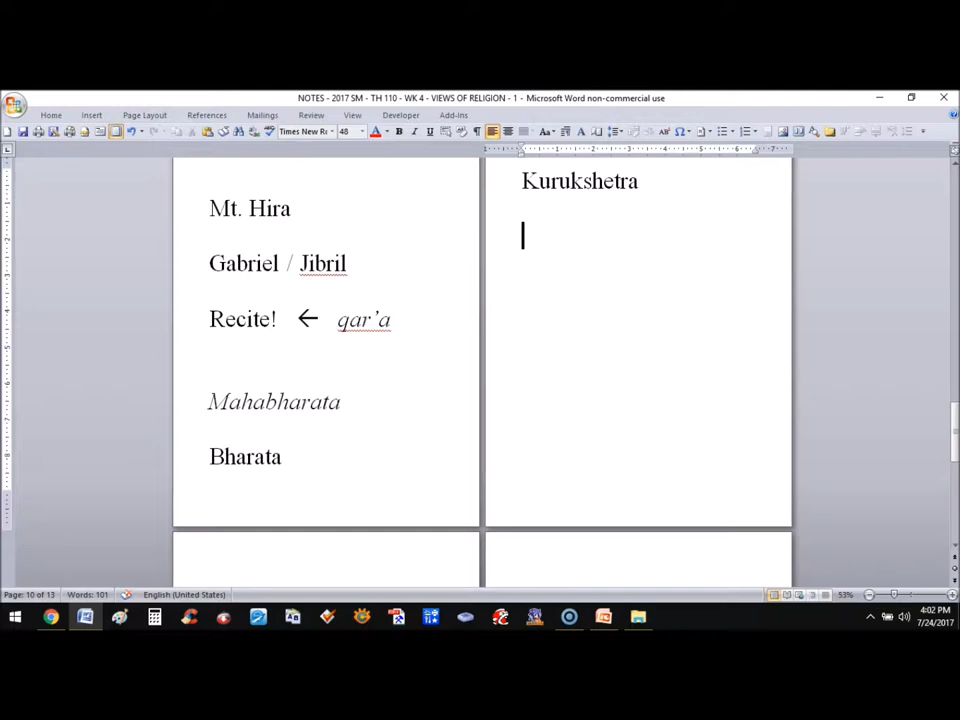 NOTES - 2017 SM - TH 110 - WK 4 - VIEWS OF RELIGION - 1 - Microsoft Word non-commercial use
Home Insert Page Layout References Mailings Review View Developer Add-Ins
Times New Ro 48
Mt. Hira
Gabriel / Jibril
Recite! ← qar’a
Mahabharata
Bharata
Kurukshetra
Page: 10 of 13 Words: 101 English (United States) 53%
4:02 PM
7/24/2017